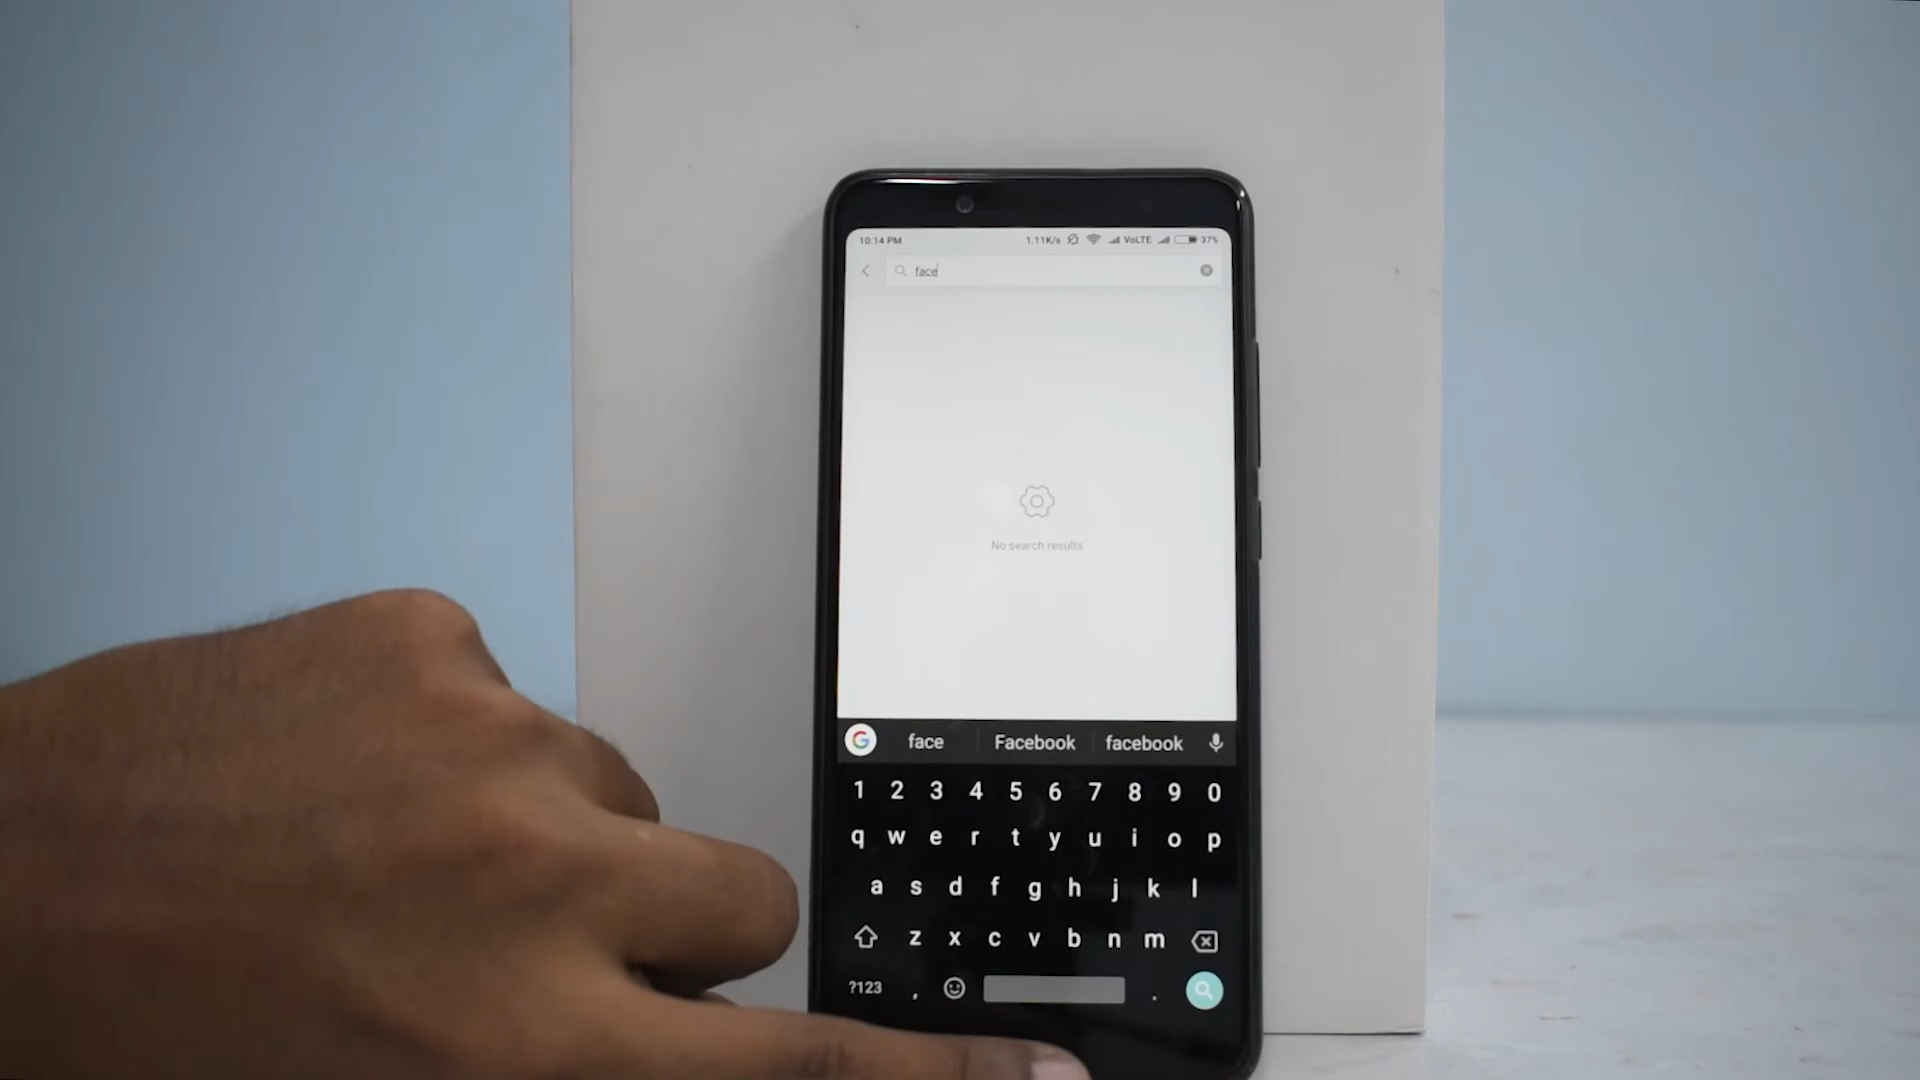 10:14 PM 1.11K/s VoLTE 37%
face
No search results
G face Facebook facebook
1 2 3 4 5 6 7 8 9 0
q w e r t y u i o p
a s d f g h j k l
z x c v b n m
?123 , .